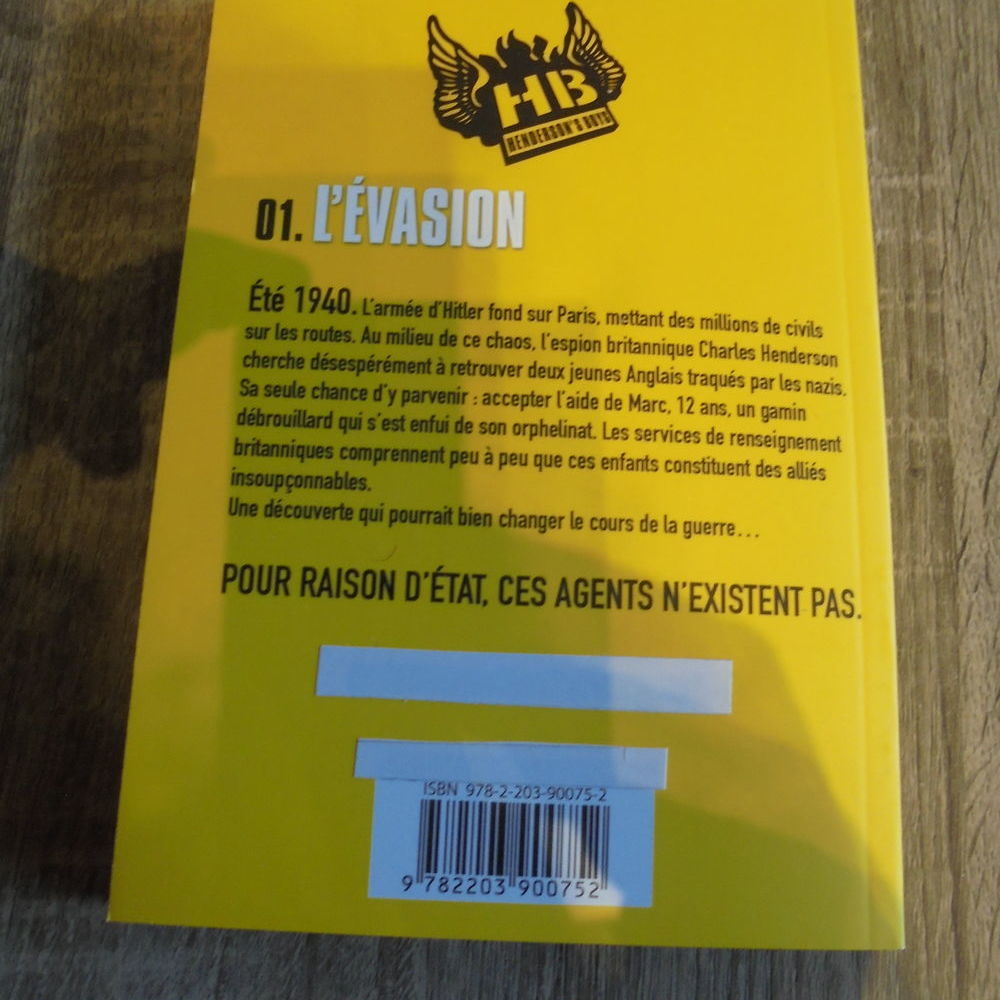 HB
HENDERSON'S BOYS
01. L'ÉVASION
Été 1940. L'armée d'Hitler fond sur Paris, mettant des millions de civils
sur les routes. Au milieu de ce chaos, l'espion britannique Charles Henderson
cherche désespérément à retrouver deux jeunes Anglais traqués par les nazis.
Sa seule chance d'y parvenir : accepter l'aide de Marc, 12 ans, un gamin
débrouillard qui s'est enfui de son orphelinat. Les services de renseignement
britanniques comprennent peu à peu que ces enfants constituent des alliés
insoupçonnables.
Une découverte qui pourrait bien changer le cours de la guerre...
POUR RAISON D'ÉTAT, CES AGENTS N'EXISTENT PAS.
ISBN 978-2-203-90075-2
9 782203 900752